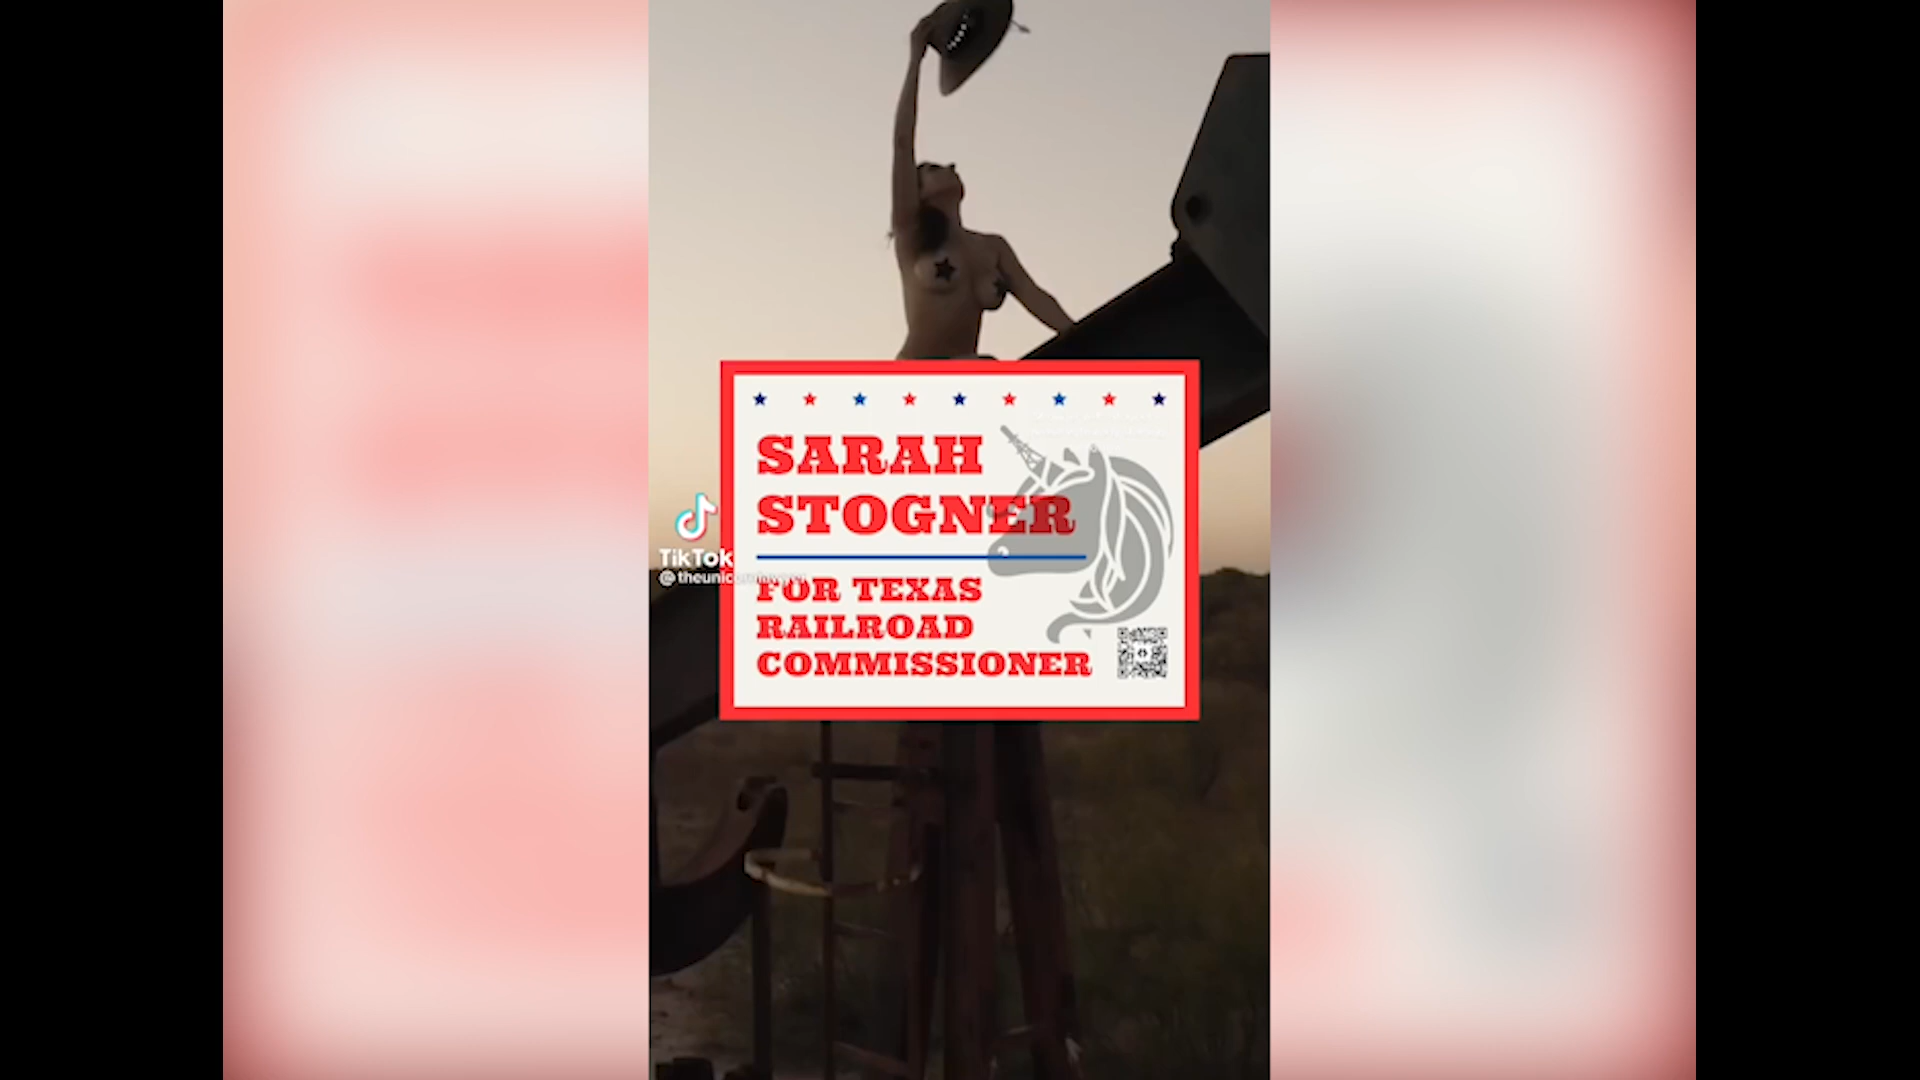 SARAH
STOGNER
FOR TEXAS
RAILROAD
COMMISSIONER
TikTok